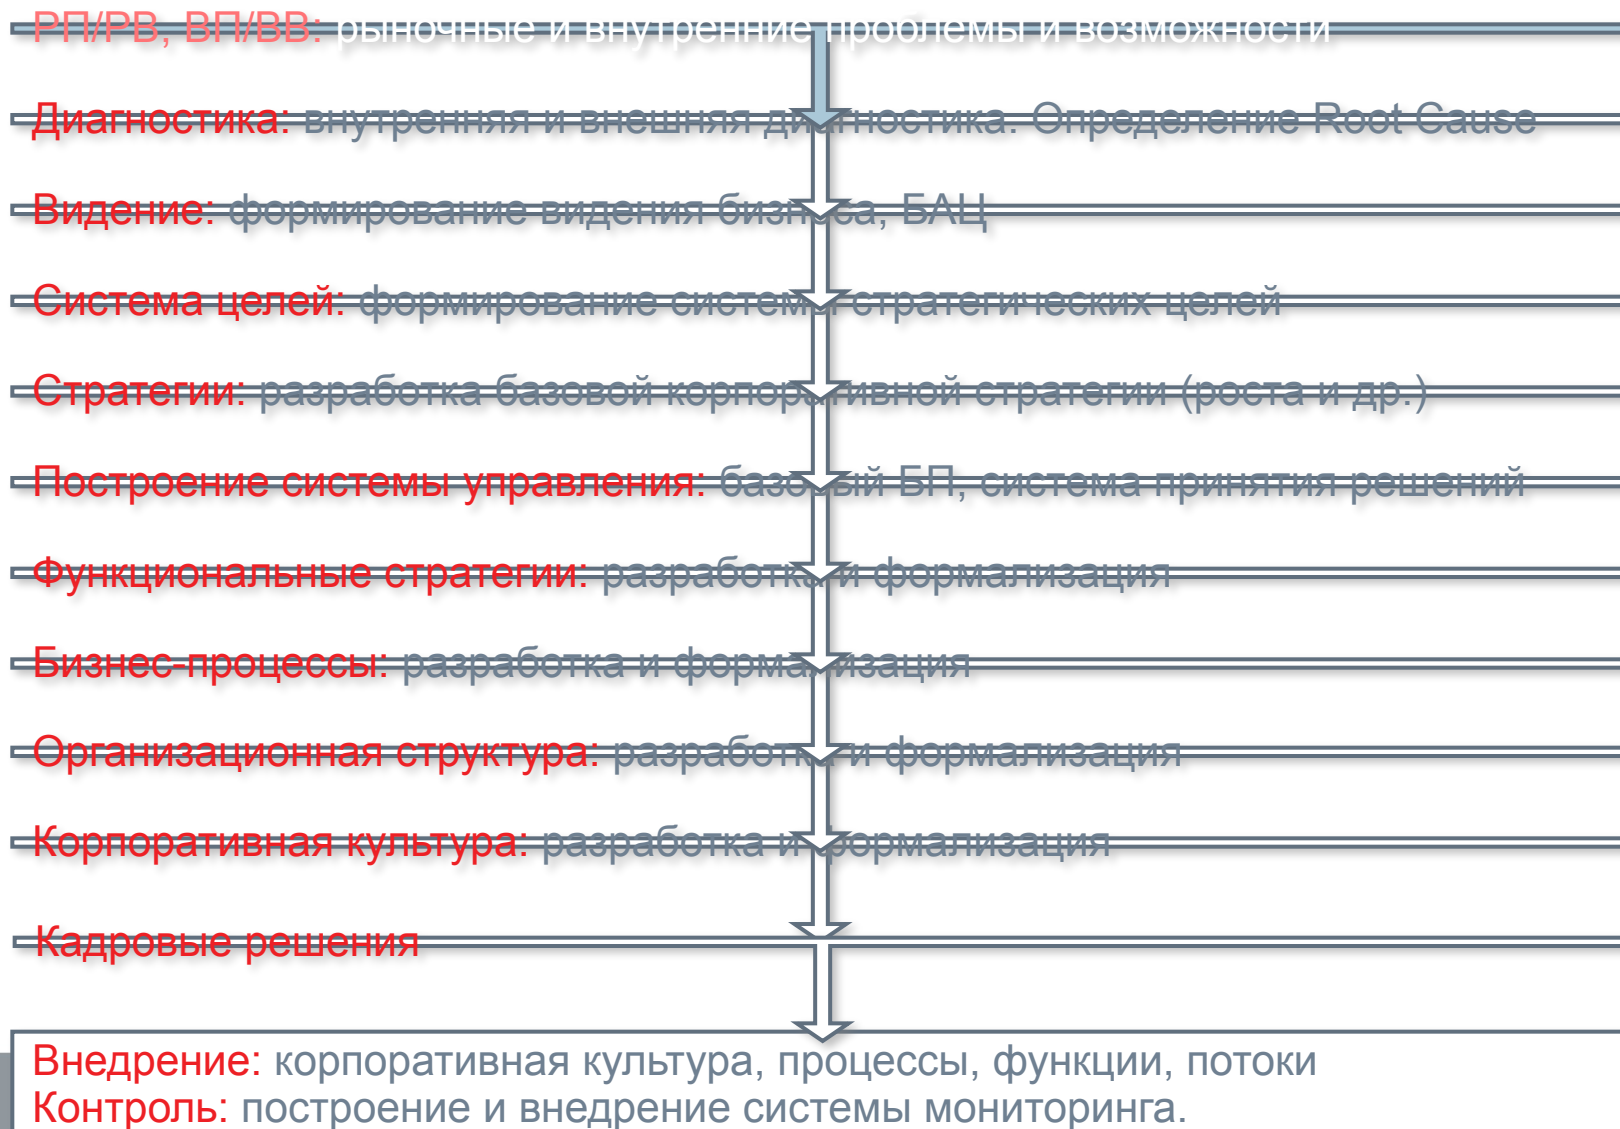 РП/РВ, ВП/ВВ: рыночные и внутренние проблемы и возможности
Диагностика: внутренняя и внешняя диагностика. Определение Root Cause
Видение: формирование видения бизнеса, БАЦ
Система целей: формирование системы стратегических целей
Стратегии: разработка базовой корпоративной стратегии (роста и др.)
Построение системы управления: базовый БП, система принятия решений
Функциональные стратегии: разработка и формализация
Бизнес-процессы: разработка и формализация
Организационная структура: разработка и формализация
Корпоративная культура: разработка и формализация
Кадровые решения
Внедрение: корпоративная культура, процессы, функции, потоки
Контроль: построение и внедрение системы мониторинга.